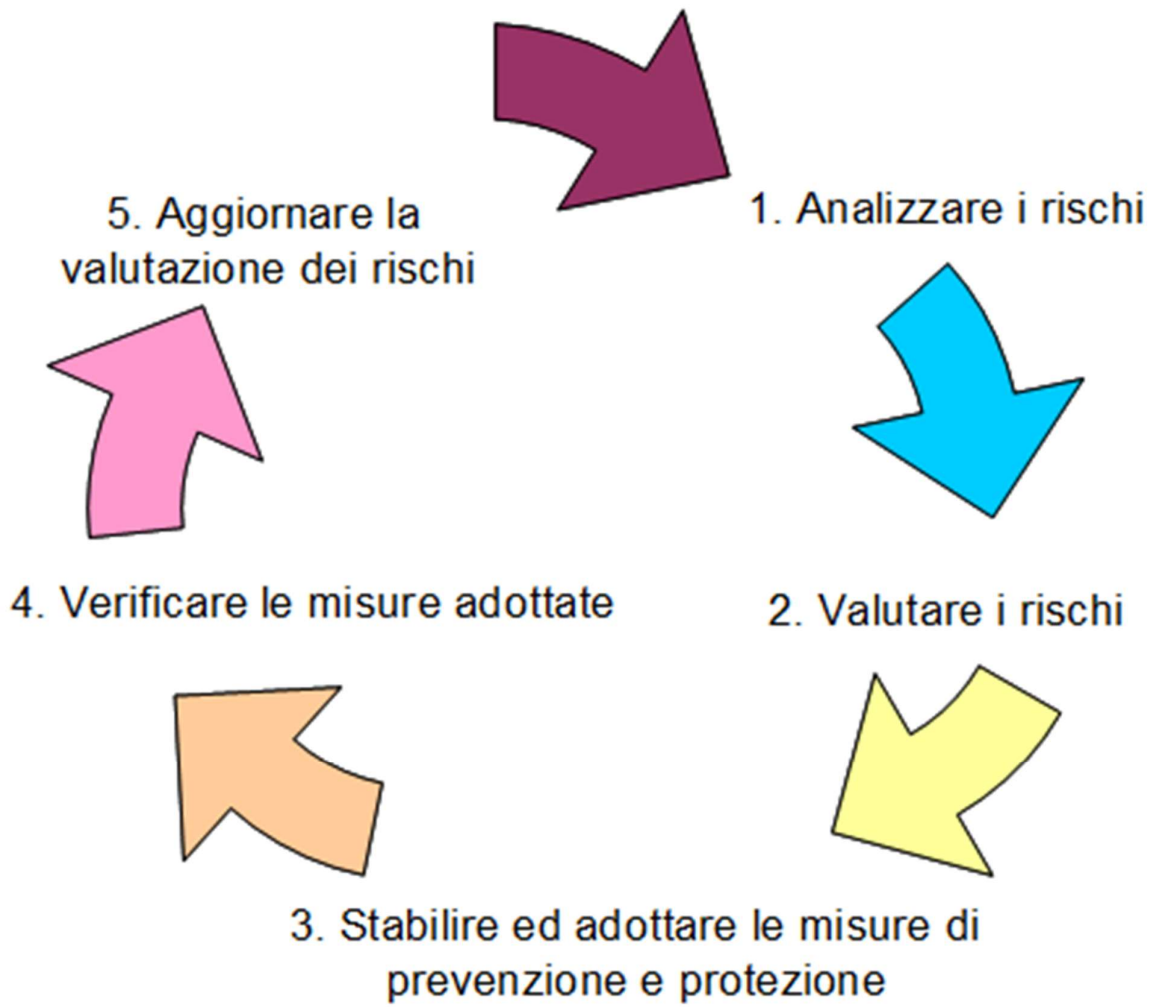 1. Analizzare i rischi
2. Valutare i rischi
3. Stabilire ed adottare le misure di
prevenzione e protezione
4. Verificare le misure adottate
5. Aggiornare la
valutazione dei rischi